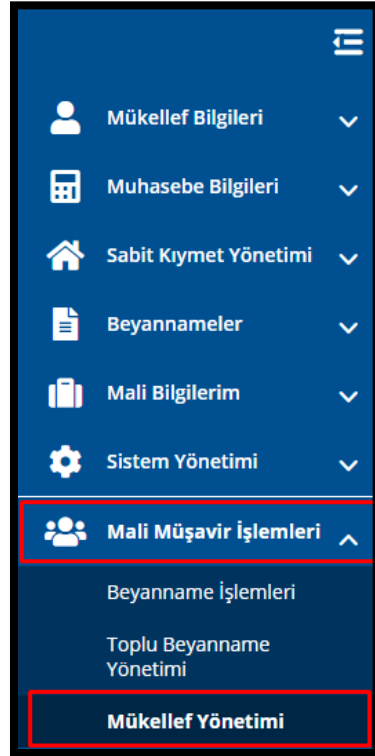 Mükellef Bilgileri
Muhasebe Bilgileri
Sabit Kıymet Yönetimi
Beyannameler
Mali Bilgilerim
Sistem Yönetimi
Mali Müşavir İşlemleri
Beyanname İşlemleri
Toplu Beyanname
Yönetimi
Mükellef Yönetimi